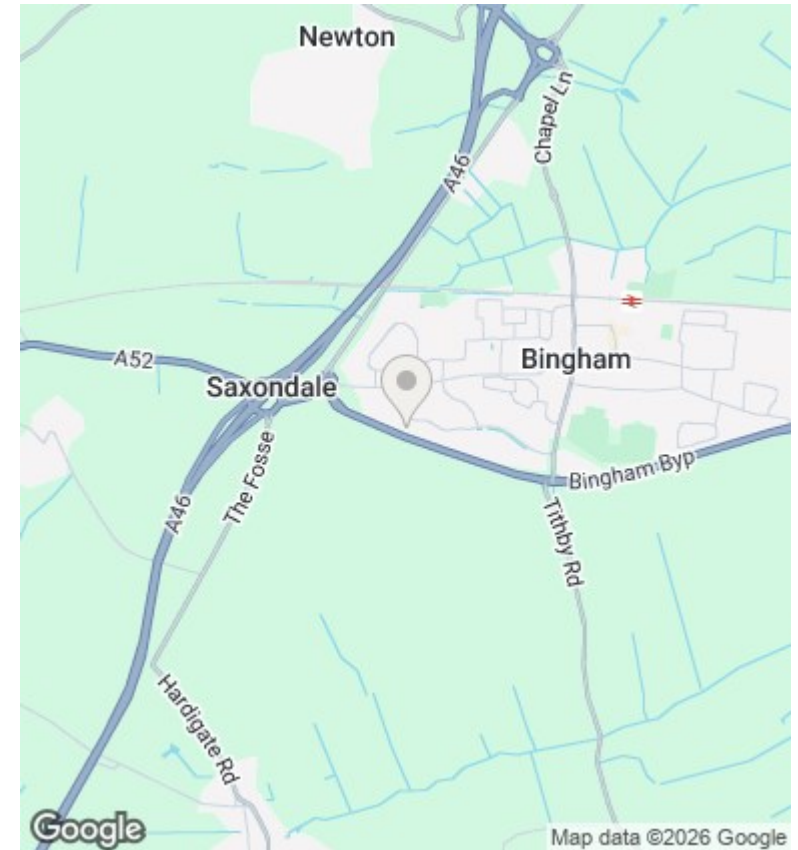 Newton
Chapel Ln
A46
A52
Saxondale
Bingham
The Fosse
A46
Bingham Byp
Tithby Rd
Hardigate Rd
Google
Map data ©2026 Google